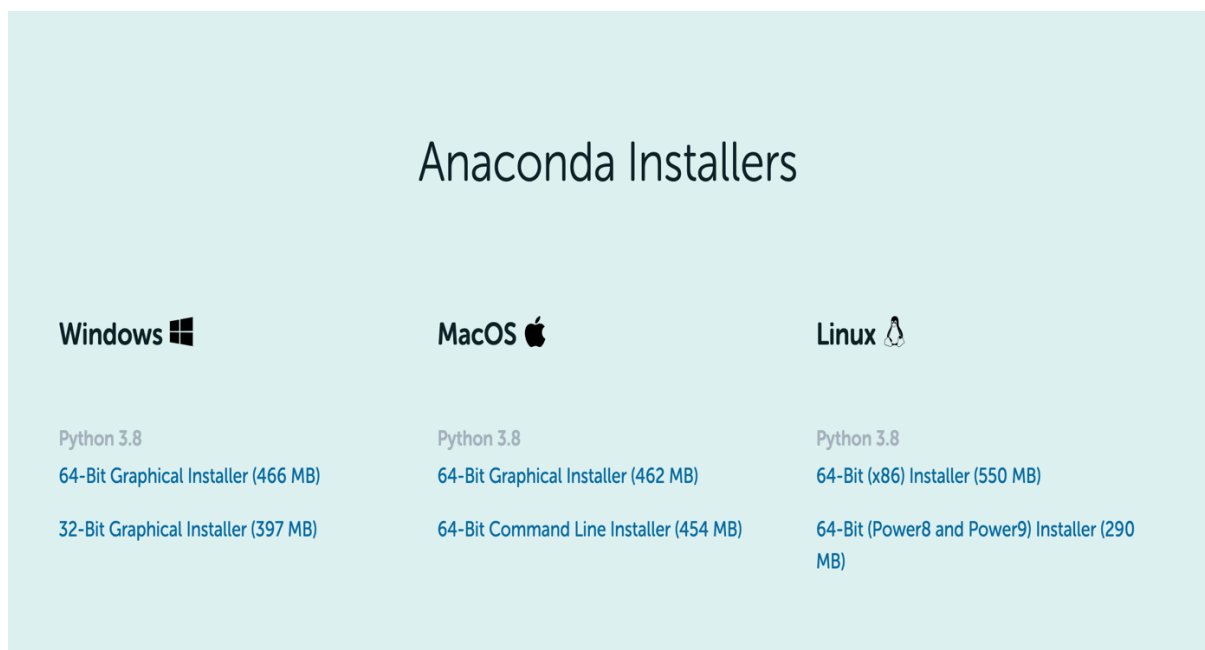 Anaconda Installers
Windows
Python 3.8
64-Bit Graphical Installer (466 MB)
32-Bit Graphical Installer (397 MB)
MacOS
Python 3.8
64-Bit Graphical Installer (462 MB)
64-Bit Command Line Installer (454 MB)
Linux
Python 3.8
64-Bit (x86) Installer (550 MB)
64-Bit (Power8 and Power9) Installer (290
MB)